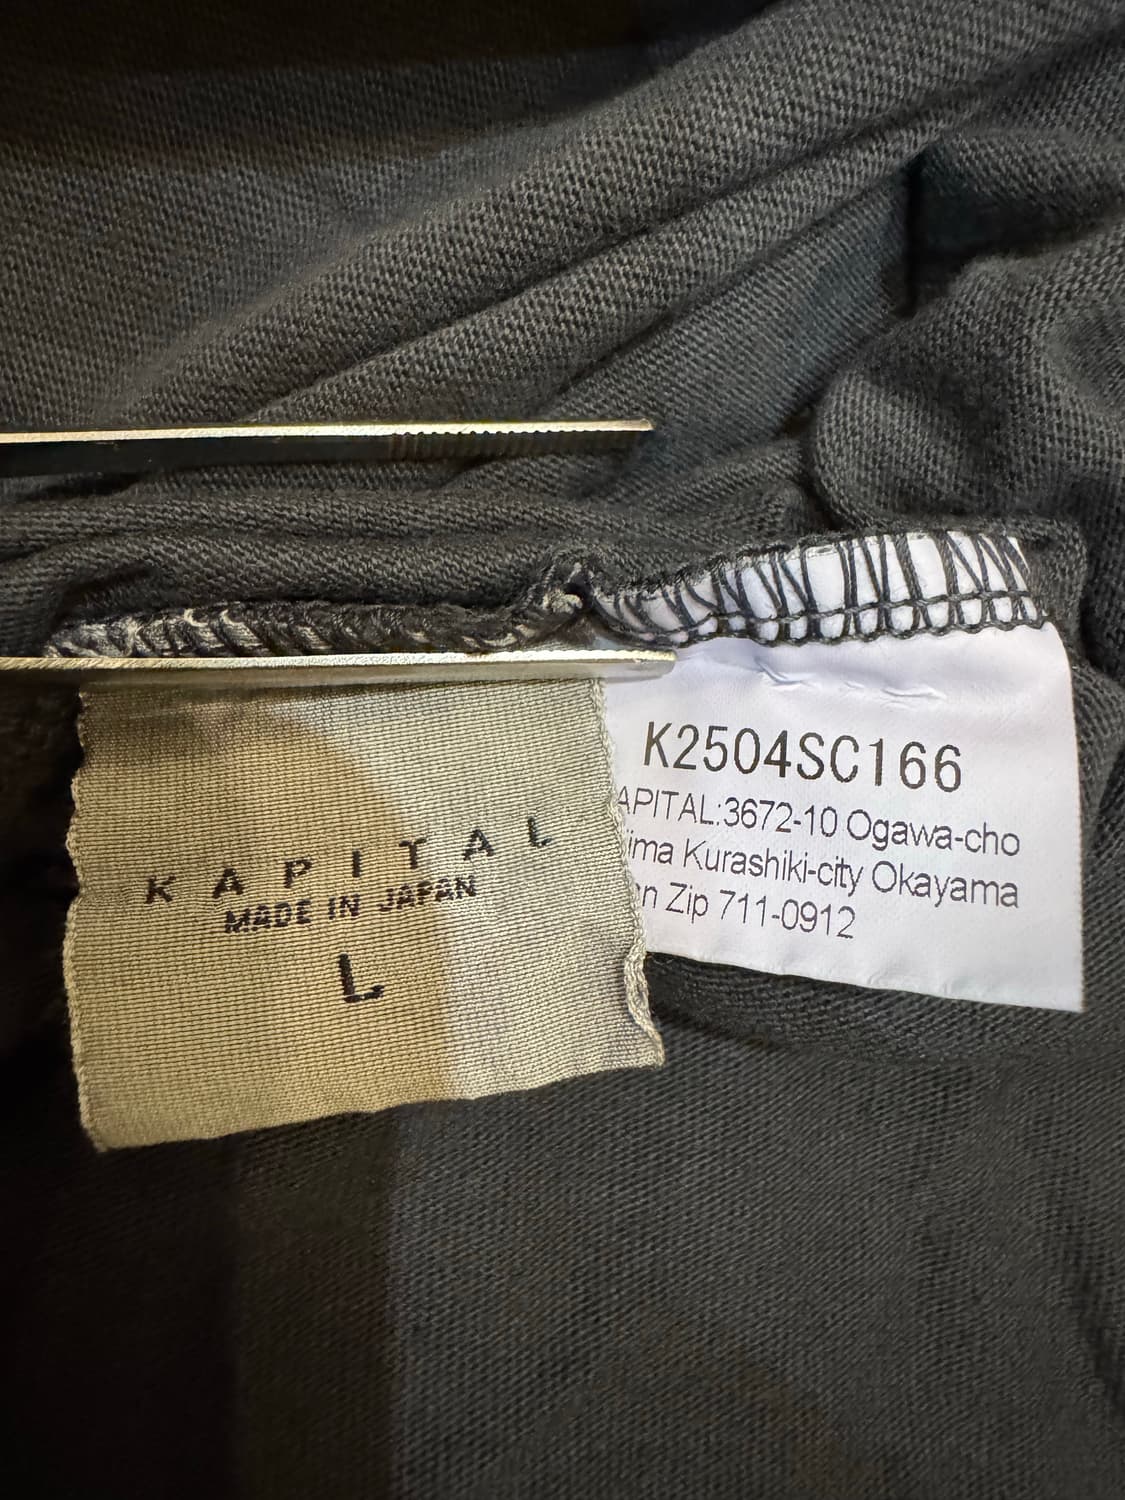 KAPITAL
MADE IN JAPAN
L
K2504SC166
APITAL:3672-10 Ogawa-cho
ima Kurashiki-city Okayama
n Zip 711-0912